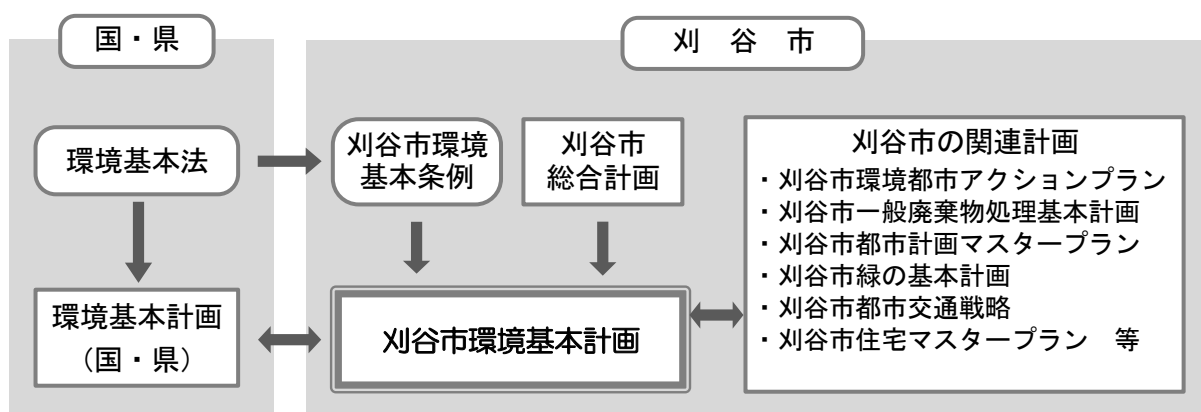 国・県
刈　谷　市
環境基本法
刈谷市環境
基本条例
刈谷市
総合計画
環境基本計画
（国・県）
刈谷市環境基本計画
刈谷市の関連計画
・刈谷市環境都市アクションプラン
・刈谷市一般廃棄物処理基本計画
・刈谷市都市計画マスタープラン
・刈谷市緑の基本計画
・刈谷市都市交通戦略
・刈谷市住宅マスタープラン　等